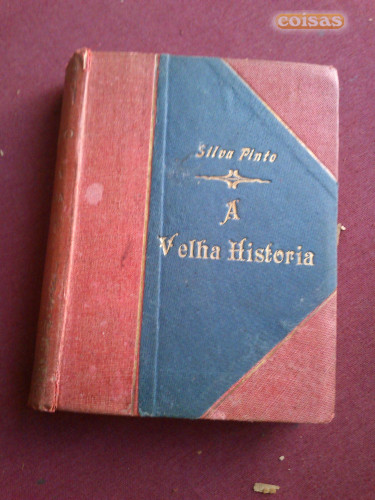 coisas
Silva Pinto
A
Velha Historia